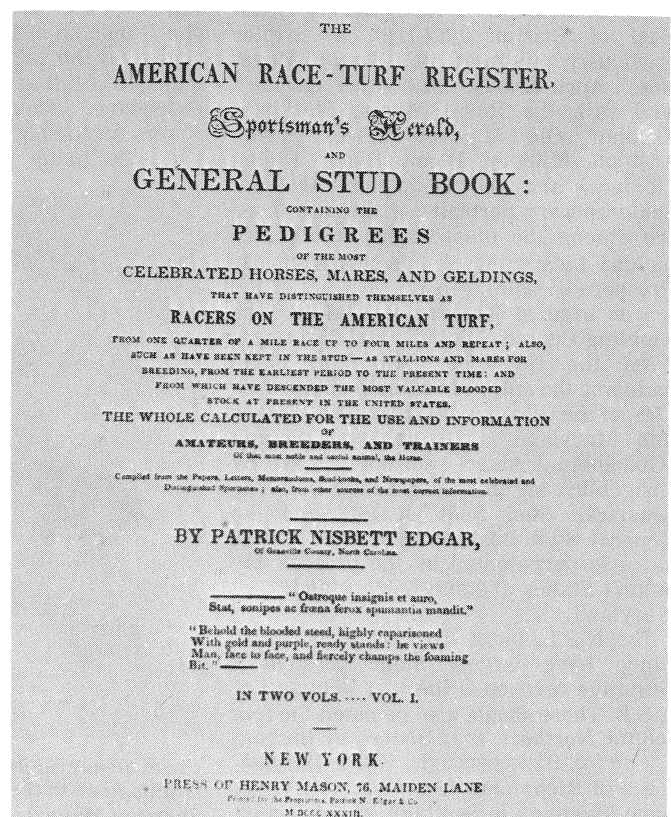 THE
AMERICAN RACE-TURF REGISTER,
Sportsman's Herald,
AND
GENERAL STUD BOOK:
CONTAINING THE
PEDIGREES
OF THE MOST
CELEBRATED HORSES, MARES, AND GELDINGS,
THAT HAVE DISTINGUISHED THEMSELVES AS
RACERS ON THE AMERICAN TURF,
FROM ONE QUARTER OF A MILE RACE UP TO FOUR MILES AND REPEAT; ALSO,
SUCH AS HAVE BEEN KEPT IN THE STUD—AS STALLIONS AND MARES FOR
BREEDING, FROM THE EARLIEST PERIOD TO THE PRESENT TIME: AND
FROM WHICH HAVE DESCENDED THE MOST VALUABLE BLOODED
STOCK AT PRESENT IN THE UNITED STATES.
THE WHOLE CALCULATED FOR THE USE AND INFORMATION
OF
AMATEURS, BREEDERS, AND TRAINERS
Of that most noble and useful animal, the Horse.
Compiled from the Papers, Letters, Memorandums, Stud-books, and Newspapers, of the most celebrated and
Distinguished Sportsmen; also, from other sources of the most correct information.
BY PATRICK NISBETT EDGAR,
Of Granville County, North Carolina.
"Ostroque insignis et auro,
Stat, sonipes ac fræna ferox spumantia mandit."
"Behold the blooded steed, highly caparisoned
With gold and purple, ready stands: he views
Man, face to face, and fiercely champs the foaming
Bit."
IN TWO VOLS. .... VOL. I.
NEW YORK.
PRESS OF HENRY MASON, 76, MAIDEN LANE
Printed for the Proprietors, Patrick N. Edgar & Co.
M DCCC XXXIII.